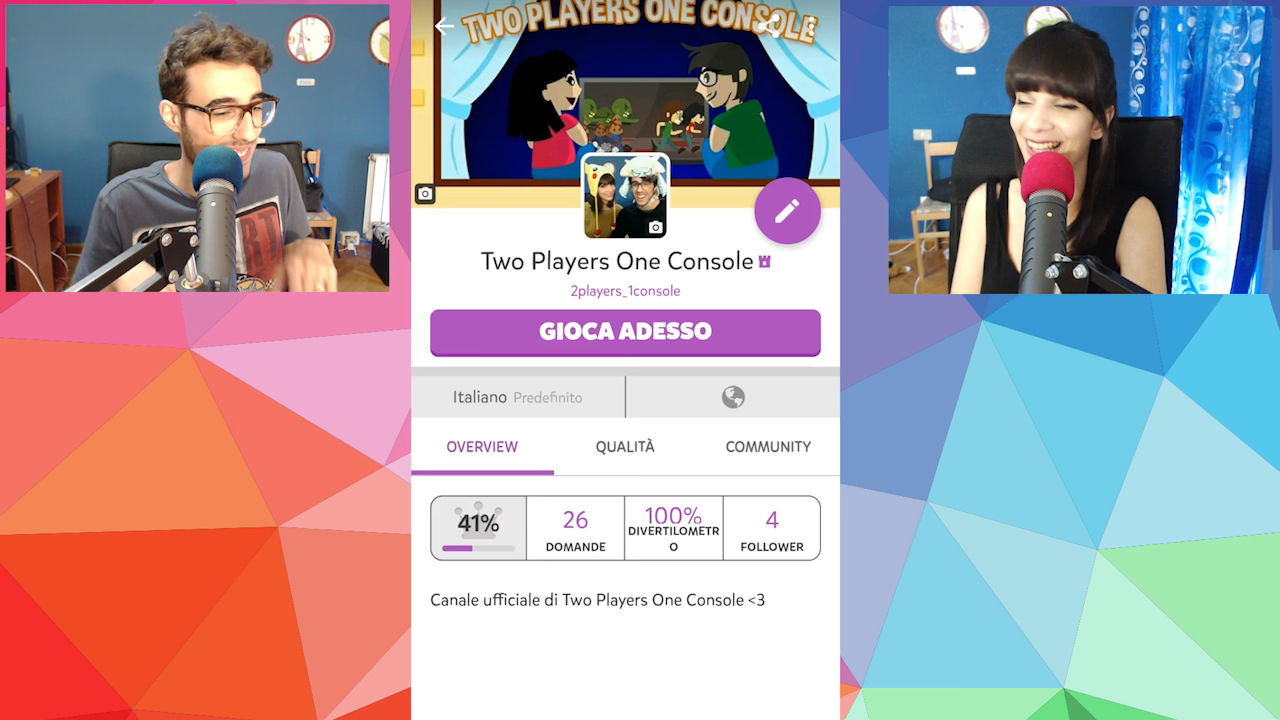 TWO PLAYERS ONE CONSOLE
Two Players One Console
2players_1console
GIOCA ADESSO
Italiano Predefinito
OVERVIEW QUALITÀ COMMUNITY
41% 26 100% 4
DOMANDE DIVERTILOMETR
O FOLLOWER
Canale ufficiale di Two Players One Console <3